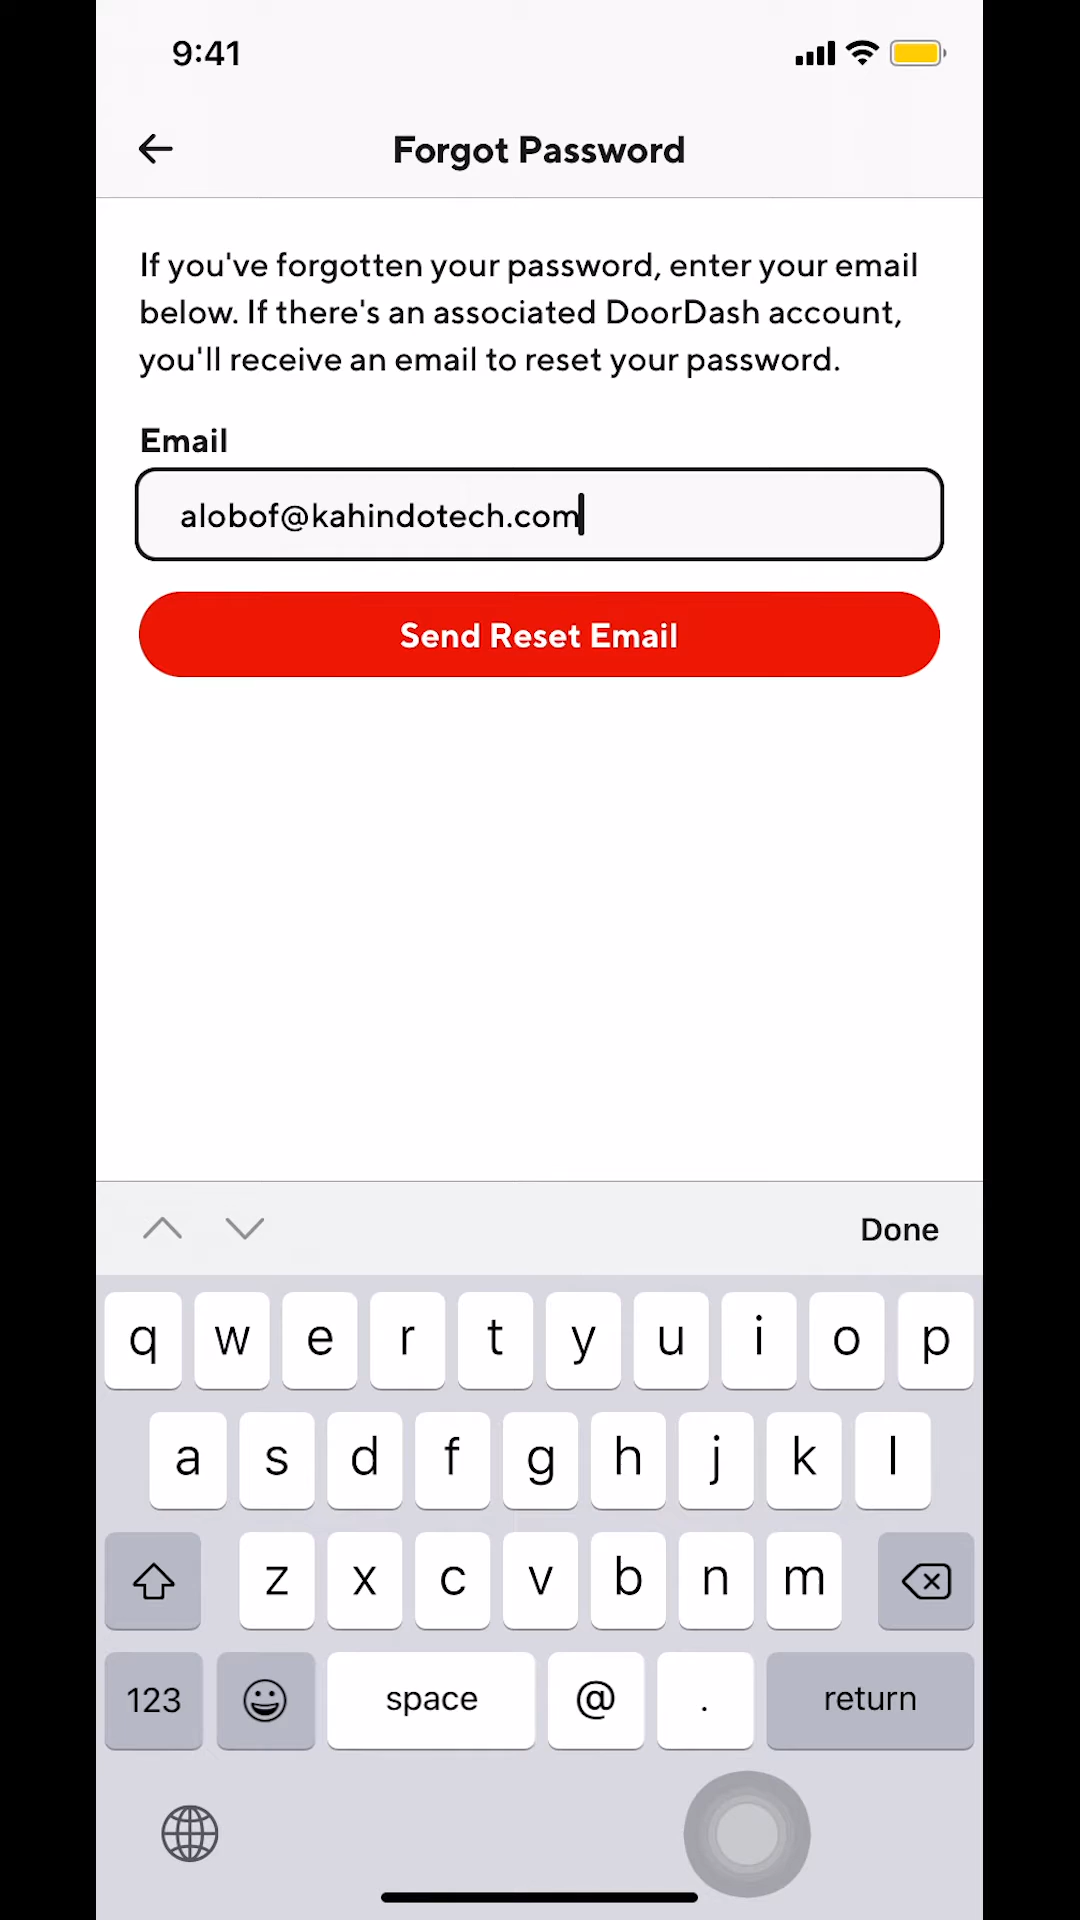 9:41
Forgot Password
If you've forgotten your password, enter your email
below. If there's an associated DoorDash account,
you'll receive an email to reset your password.
Email
alobof@kahindotech.com
Send Reset Email
Done
q w e r t y u i o p
a s d f g h j k l
z x c v b n m
123 space @ . return